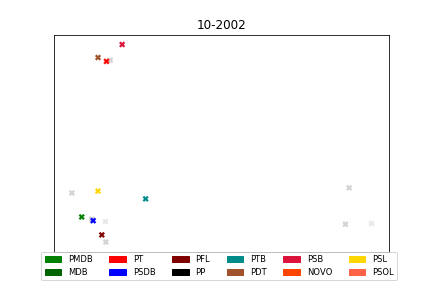 10-2002
PMDB PT PFL PTB PSB PSL
MDB PSDB PP PDT NOVO PSOL